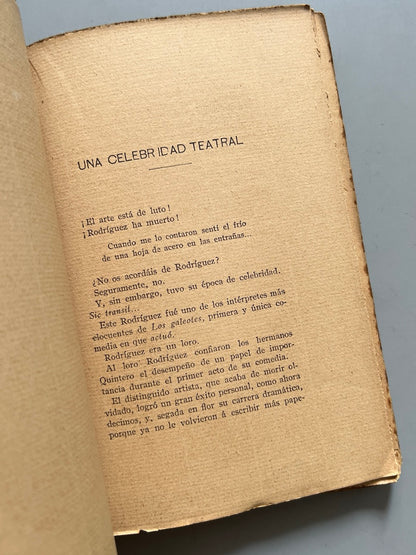 UNA CELEBRIDAD TEATRAL
¡El arte está de luto!
¡Rodríguez ha muerto!
Cuando me lo contaron sentí el frío
de una hoja de acero en las entrañas...
¿No os acordáis de Rodríguez?
Seguramente, no.
Y, sin embargo, tuvo su época de celebridad.
Sic transit...
Este Rodríguez fué uno de los intérpretes más
elocuentes de Los galeotes, primera y única co-
media en que actuó.
Rodríguez era un loro.
Al loro Rodríguez confiaron los hermanos
Quintero el desempeño de un papel de impor-
tancia durante el primer acto de su comedia.
El distinguido artista, que acaba de morir ol-
vidado, logró un gran éxito personal, como ahora
decimos, y, segada en flor su carrera dramática,
porque ya no le volvieron á escribir más pape-